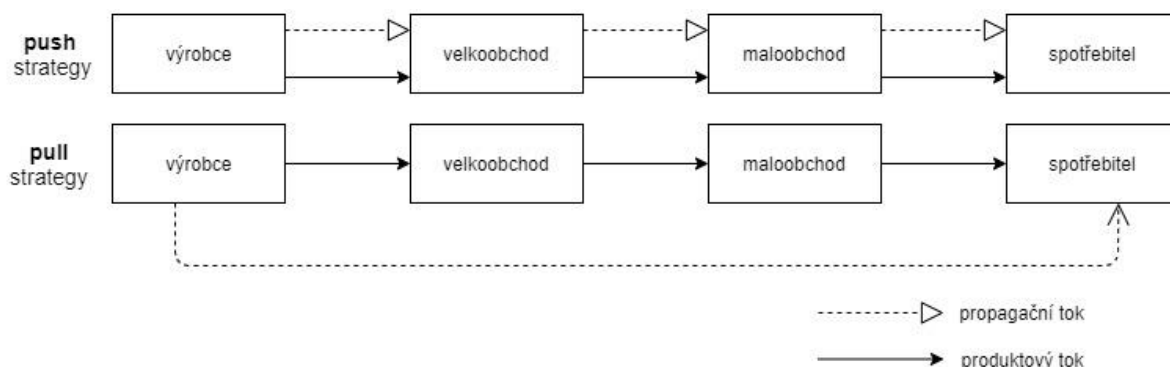 push
strategy
výrobce
velkoobchod
maloobchod
spotřebitel
pull
strategy
výrobce
velkoobchod
maloobchod
spotřebitel
propagační tok
produktový tok